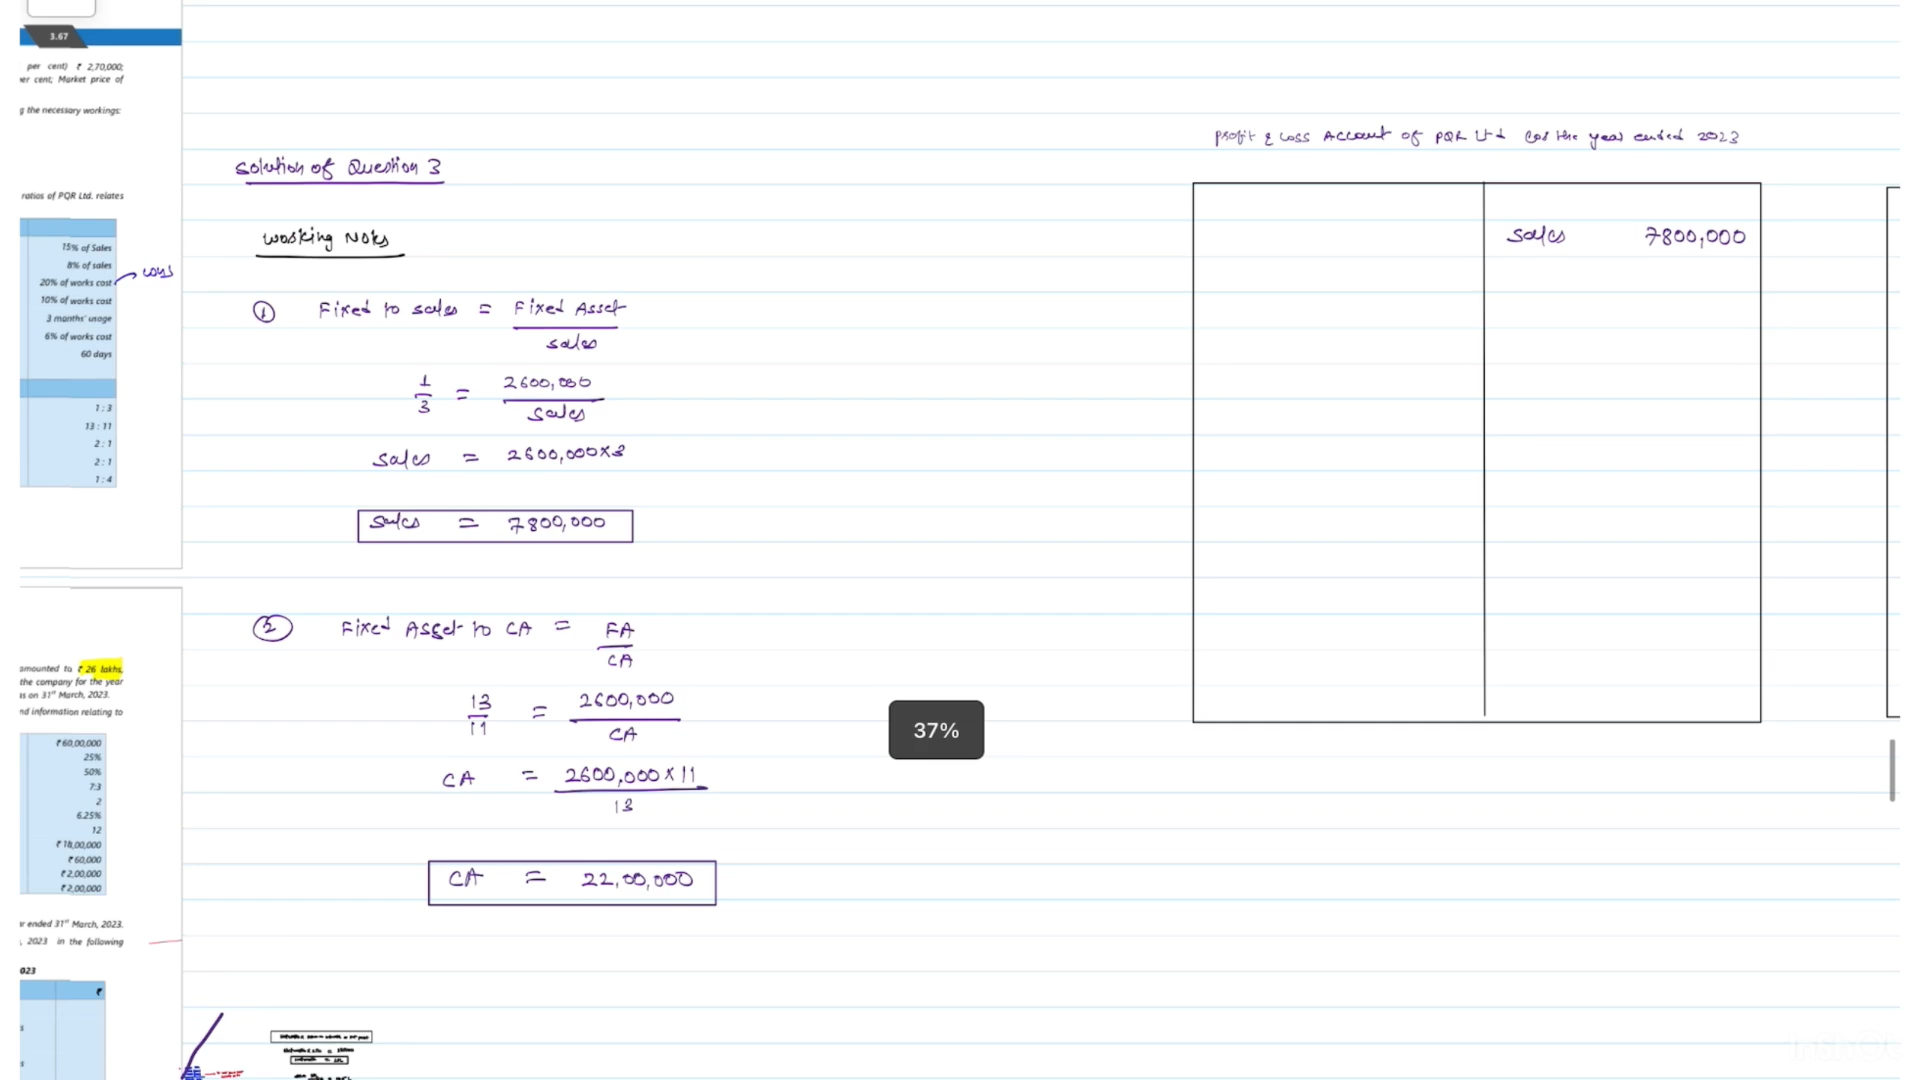 3.67
per cent) ₹ 2,70,000;
er cent; Market price of
g the necessary workings:
ratios of PQR Ltd. relates
15% of Sales
8% of sales
20% of works cost
10% of works cost
3 months' usage
6% of works cost
60 days
1 : 3
13 : 11
2 : 1
2 : 1
1 : 4
amounted to ₹ 26 lakhs,
the company for the year
as on 31st March, 2023.
nd information relating to
₹ 60,00,000
25%
50%
7:3
2
6.25%
12
₹ 18,00,000
₹ 60,000
₹ 2,00,000
₹ 2,00,000
ar ended 31st March, 2023.
, 2023 in the following
023
₹
Solution of Question 3
Working Notes
① Fixed to sales = Fixed Asset
sales
1
3 = 2600,000
sales
sales = 2600,000×3
sales = 7800,000
② Fixed Asset to CA = FA
CA
13
11 = 2600,000
CA
CA = 2600,000×11
13
CA = 22,00,000
37%
Profit & Loss Account of PQR Ltd for the year ended 2023
sales 7800,000